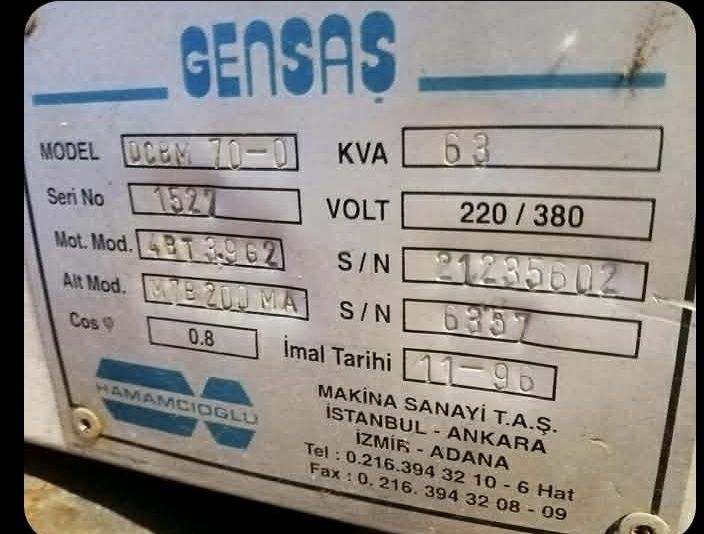 GENSAŞ
MODEL DCBM 70-0 KVA 63
Seri No 1527 VOLT 220 / 380
Mot. Mod. 4BT3.9G2 S/N 21235602
Alt Mod. S/N 6337
Cos φ 0.8 İmal Tarihi 11-96
HAMAMCIOGLU
MAKİNA SANAYİ T.A.Ş.
İSTANBUL - ANKARA
İZMİR - ADANA
Tel : 0.216.394 32 10 - 6 Hat
Fax : 0. 216. 394 32 08 - 09